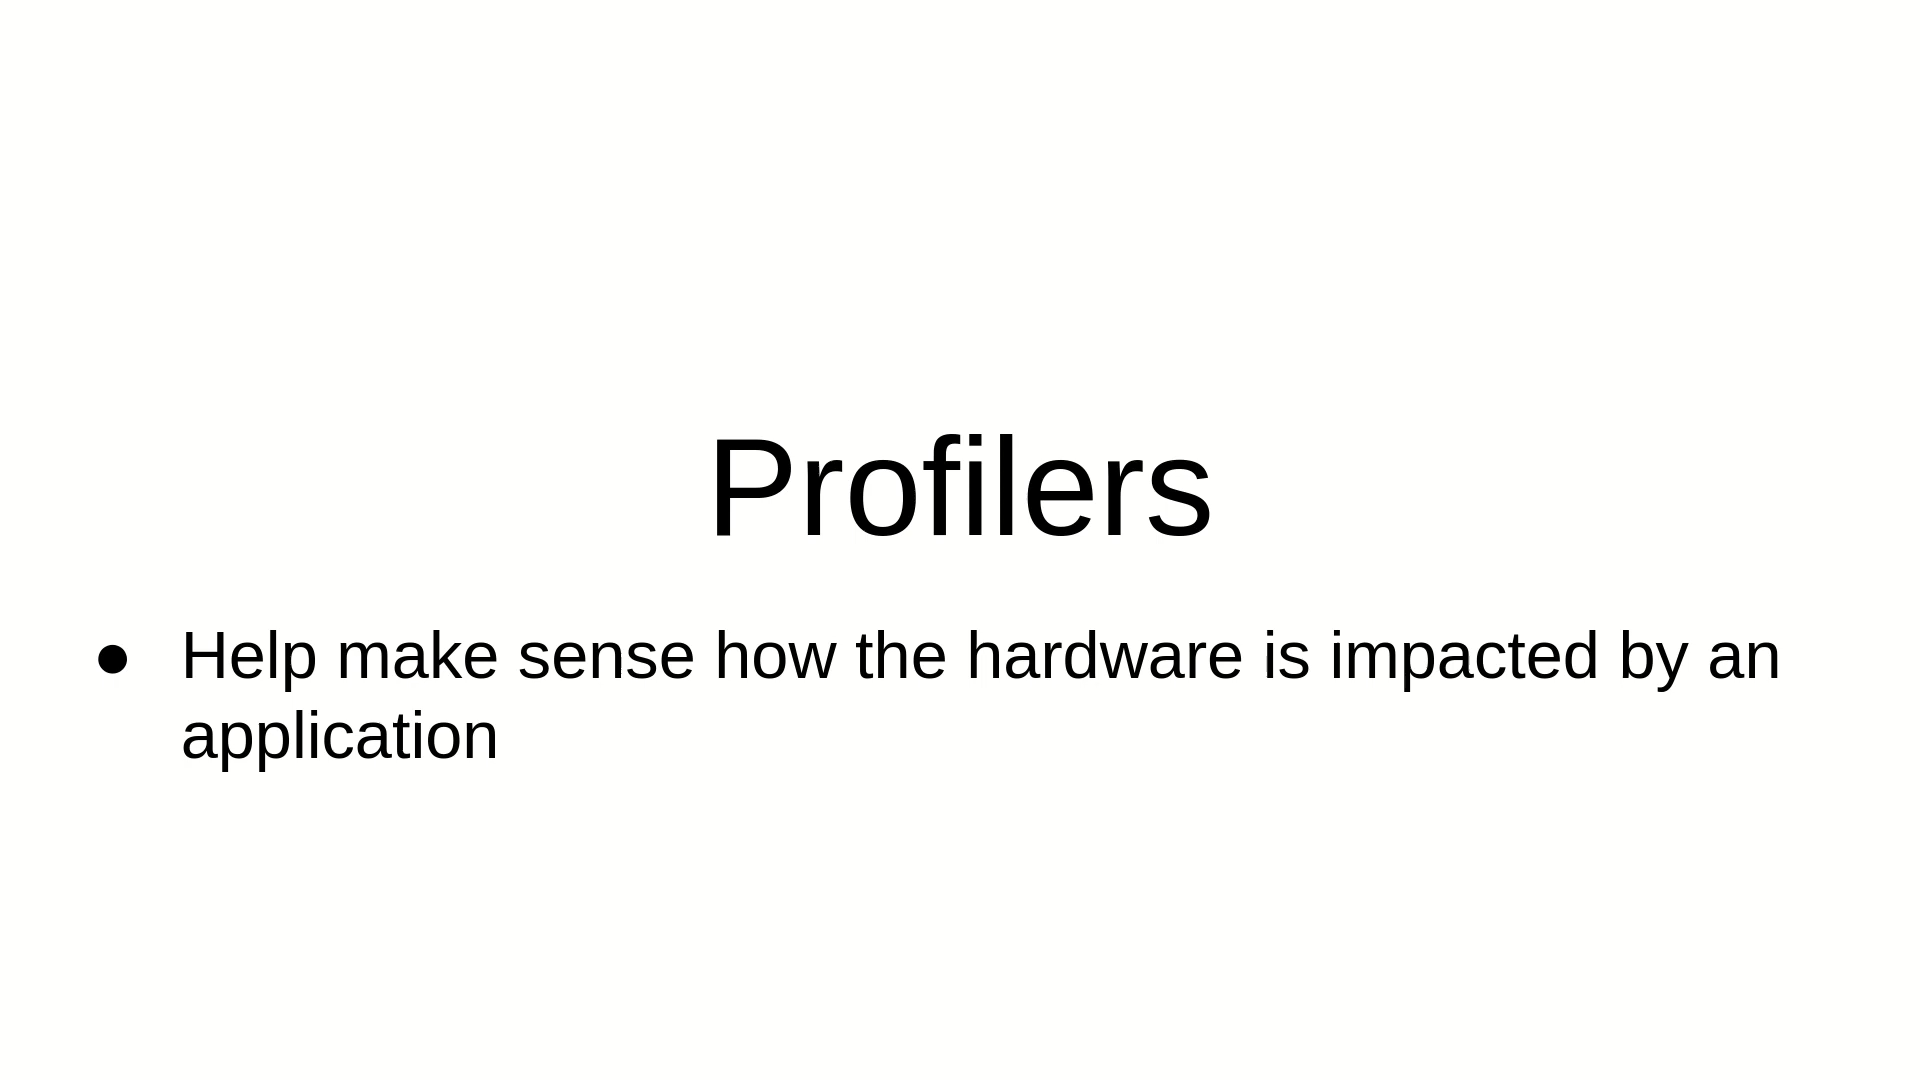 Profilers
● Help make sense how the hardware is impacted by an
application